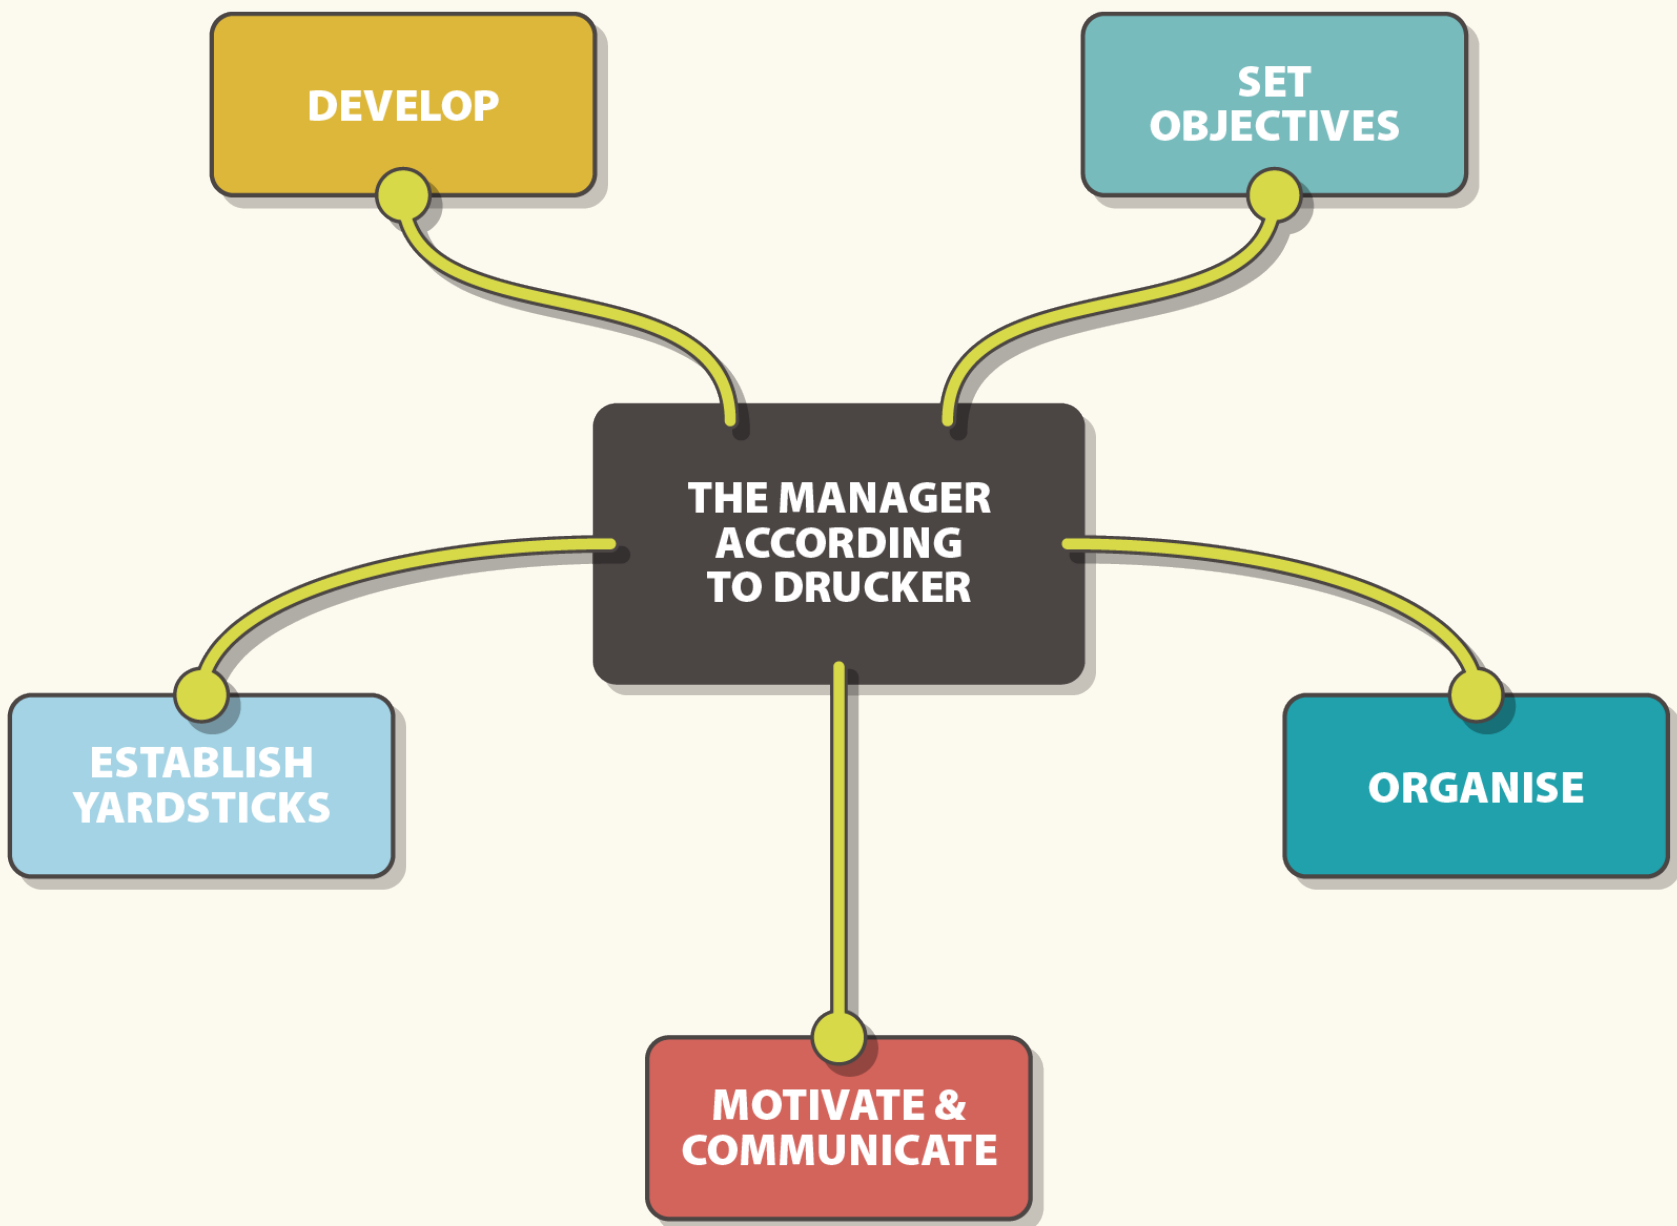 DEVELOP
SET
OBJECTIVES
THE MANAGER
ACCORDING
TO DRUCKER
ESTABLISH
YARDSTICKS
ORGANISE
MOTIVATE &
COMMUNICATE